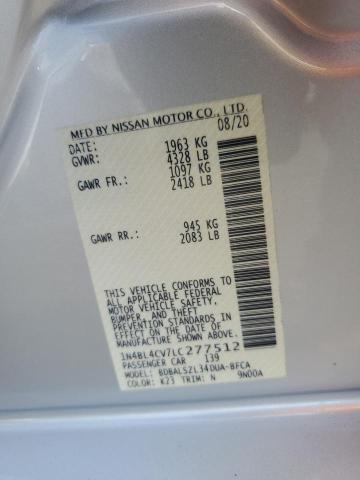 MFD BY NISSAN MOTOR CO., LTD.
DATE: 08/20
GVWR: 1963 KG
4328 LB
GAWR FR.: 1097 KG
2418 LB
GAWR RR.: 945 KG
2083 LB
THIS VEHICLE CONFORMS TO ALL
APPLICABLE FEDERAL
MOTOR VEHICLE SAFETY,
BUMPER, AND THEFT
PREVENTION STANDARDS IN
EFFECT ON THE DATE OF
MANUFACTURE SHOWN ABOVE.
1N4BL4CV7LC277512
PASSENGER CAR 139
MODEL: BDBALSZL34DUA-BFCA
COLOR: K23 TRIM: N 9N00A